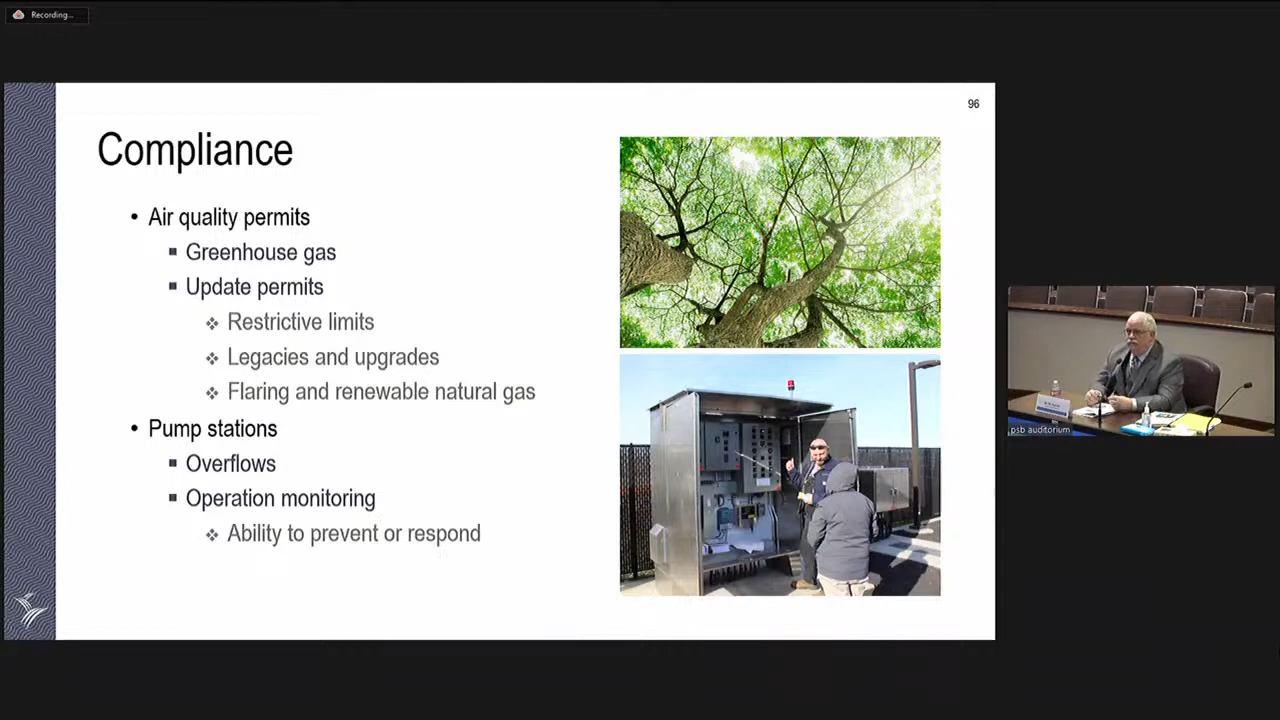 Recording...
96
Compliance
• Air quality permits
▪ Greenhouse gas
▪ Update permits
❖ Restrictive limits
❖ Legacies and upgrades
❖ Flaring and renewable natural gas
• Pump stations
▪ Overflows
▪ Operation monitoring
❖ Ability to prevent or respond
psb auditorium